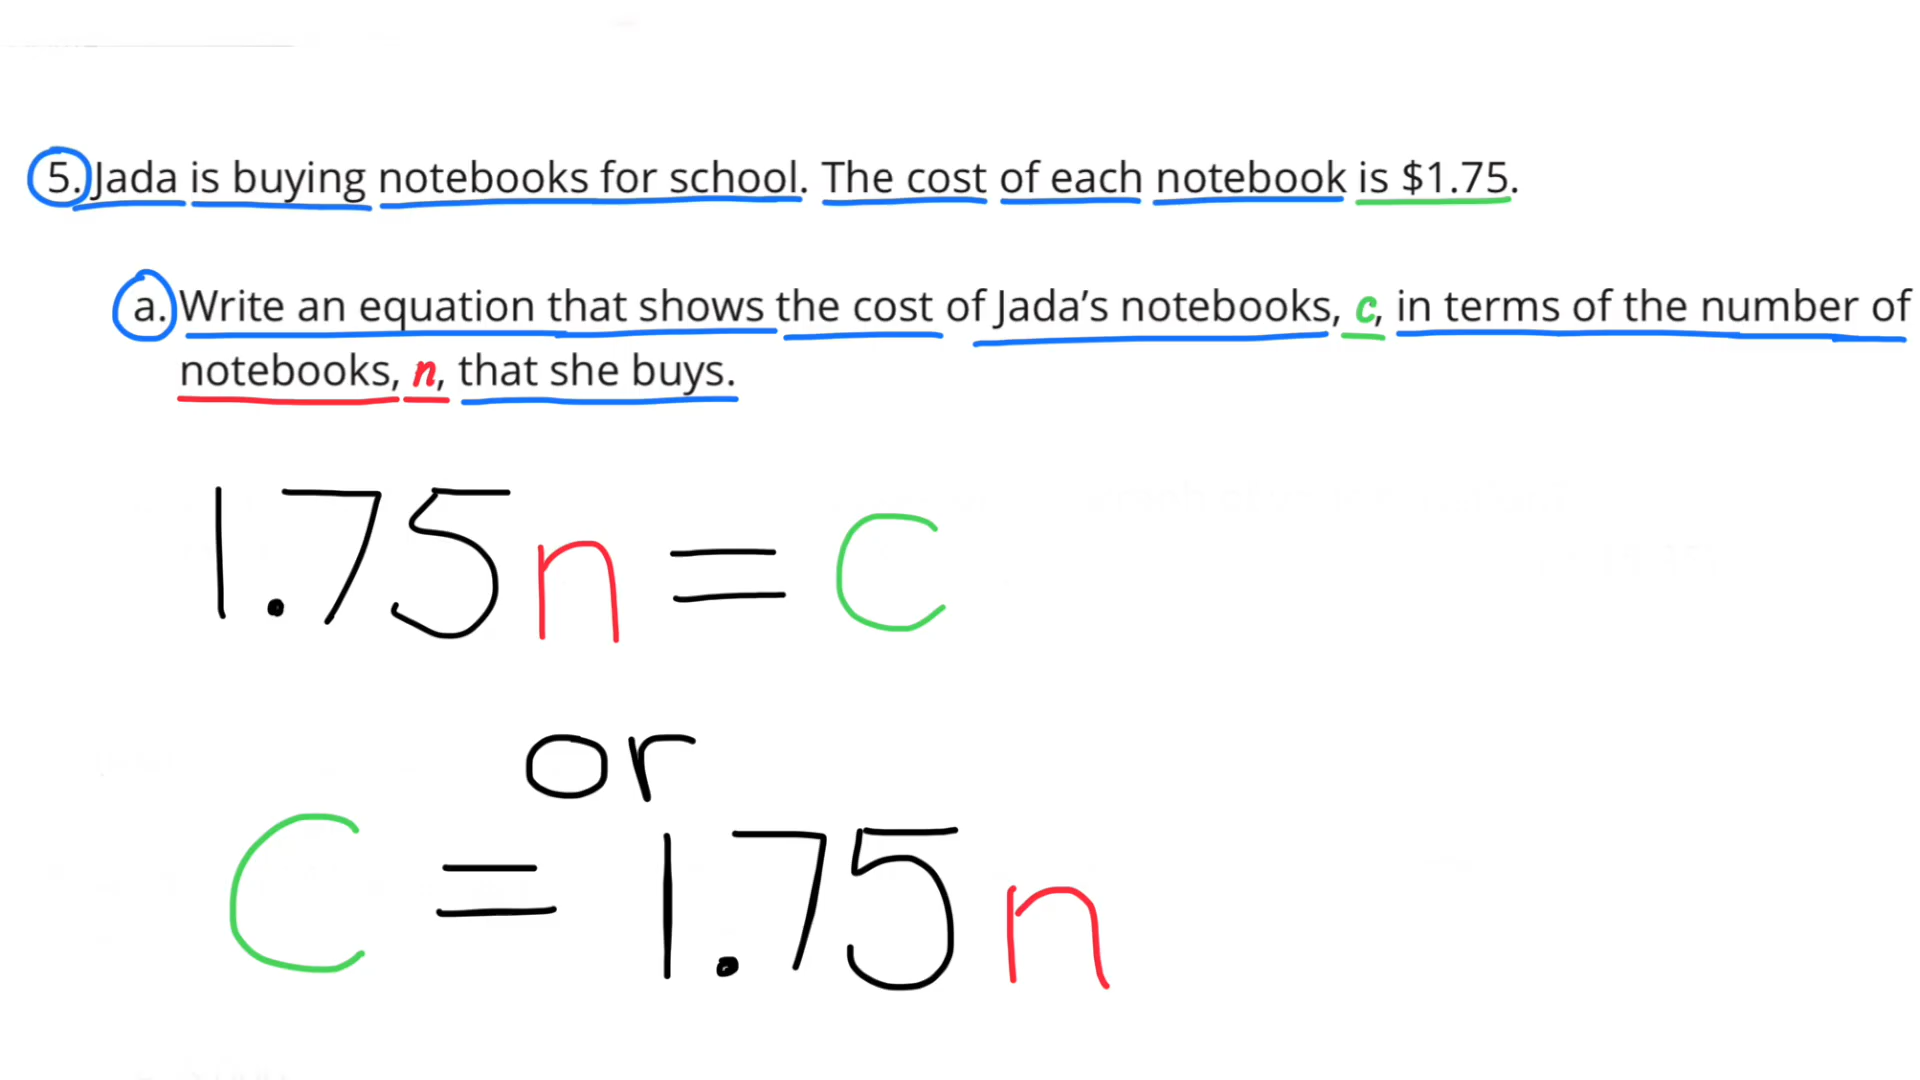 5. Jada is buying notebooks for school. The cost of each notebook is $1.75.
a. Write an equation that shows the cost of Jada's notebooks, c, in terms of the number of
notebooks, n, that she buys.
1.75n = c
or
c = 1.75n